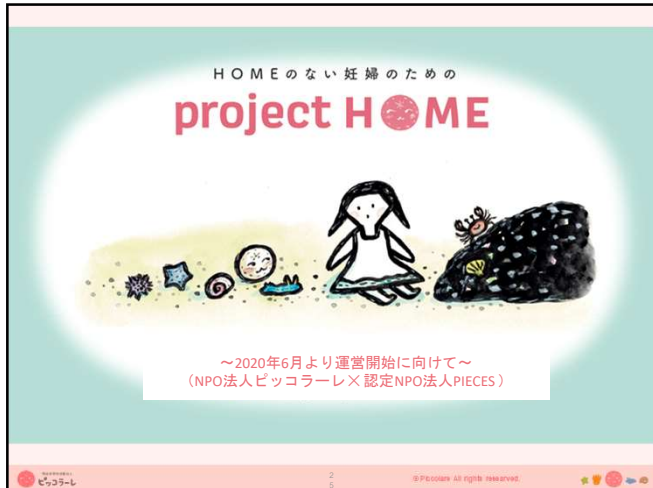 HOMEのない妊婦のための
project HOME
~2020年6月より運営開始に向けて~
(NPO法人ピッコラーレ×認定NPO法人PIECES)
ピッコラーレ
2
5
© Piccolare All rights reserved.